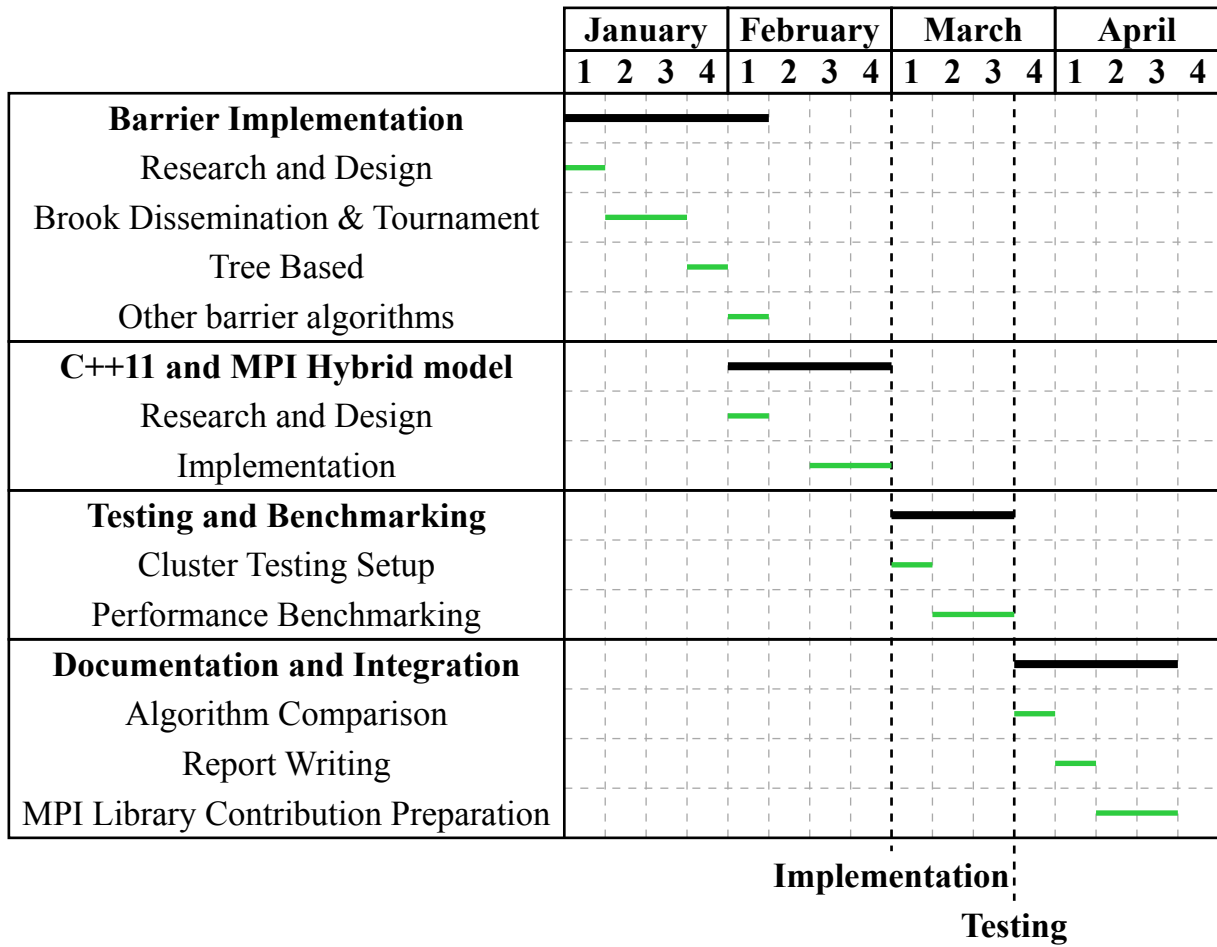 January February March April
1 2 3 4 1 2 3 4 1 2 3 4 1 2 3 4
Barrier Implementation
Research and Design
Brook Dissemination & Tournament
Tree Based
Other barrier algorithms
C++11 and MPI Hybrid model
Research and Design
Implementation
Testing and Benchmarking
Cluster Testing Setup
Performance Benchmarking
Documentation and Integration
Algorithm Comparison
Report Writing
MPI Library Contribution Preparation
Implementation
Testing